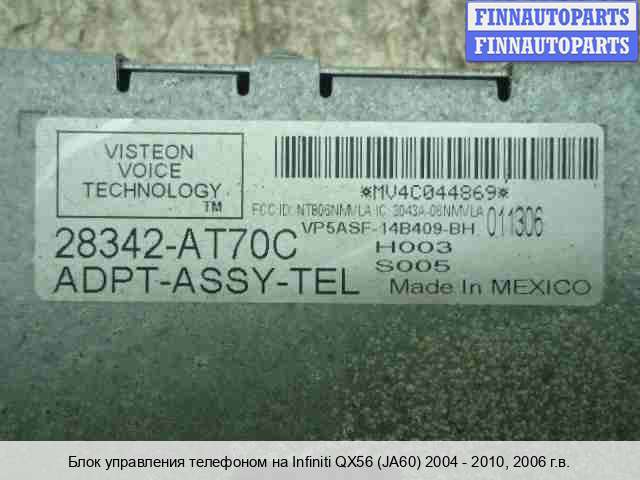 FINNAUTOPARTS
FINNAUTOPARTS
VISTEON
VOICE
TECHNOLOGY
TM
*MV4C044869*
FCC ID: NT806NMVLA IC: 3043A-06NMVLA
011306
VP5ASF-14B409-BH
28342-AT70C
H003
ADPT-ASSY-TEL
S005
Made In MEXICO
Блок управления телефоном на Infiniti QX56 (JA60) 2004 - 2010, 2006 г.в.